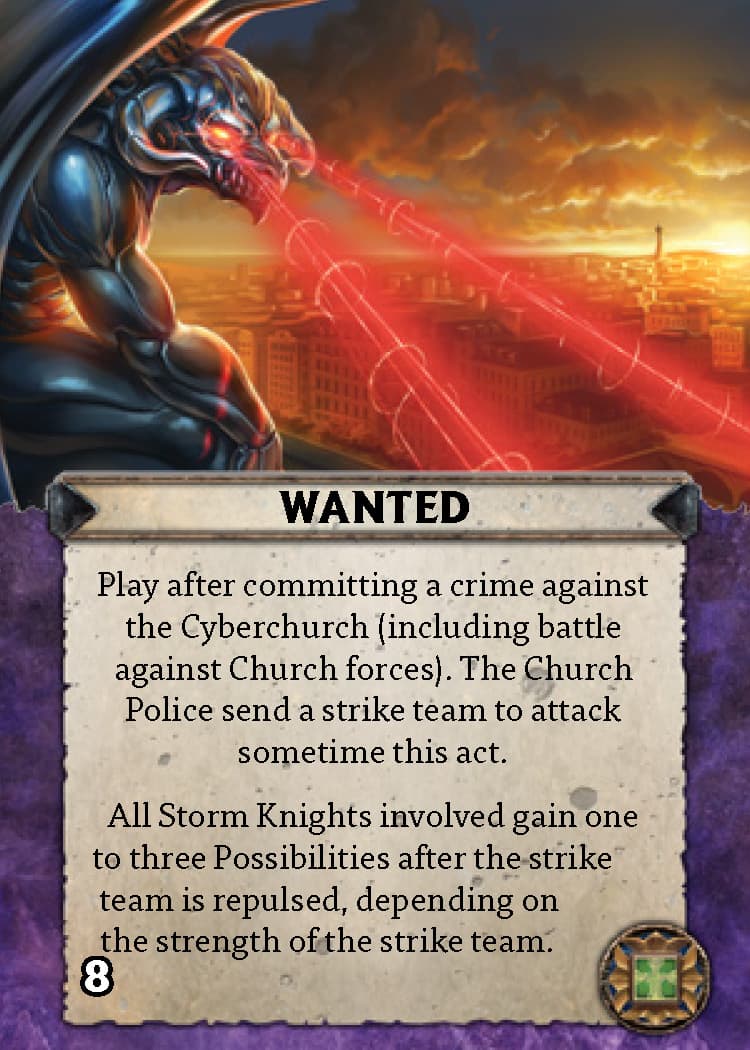 WANTED
Play after committing a crime against
the Cyberchurch (including battle
against Church forces). The Church
Police send a strike team to attack
sometime this act.
All Storm Knights involved gain one
to three Possibilities after the strike
team is repulsed, depending on
the strength of the strike team.
8